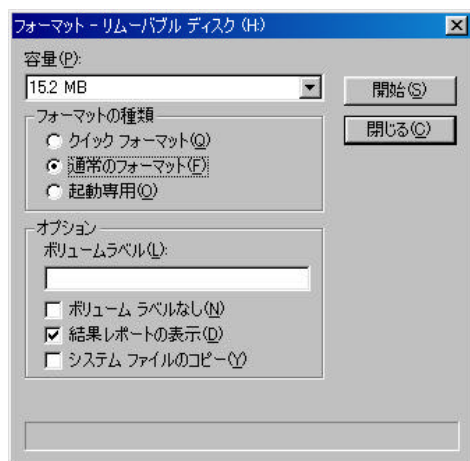 フォーマット - リムーバブル ディスク (H:)
容量(P):
15.2 MB
開始(S)
フォーマットの種類
閉じる(C)
クイック フォーマット(Q)
通常のフォーマット(F)
起動専用(O)
オプション
ボリュームラベル(L):
ボリューム ラベルなし(N)
結果レポートの表示(D)
システム ファイルのコピー(Y)